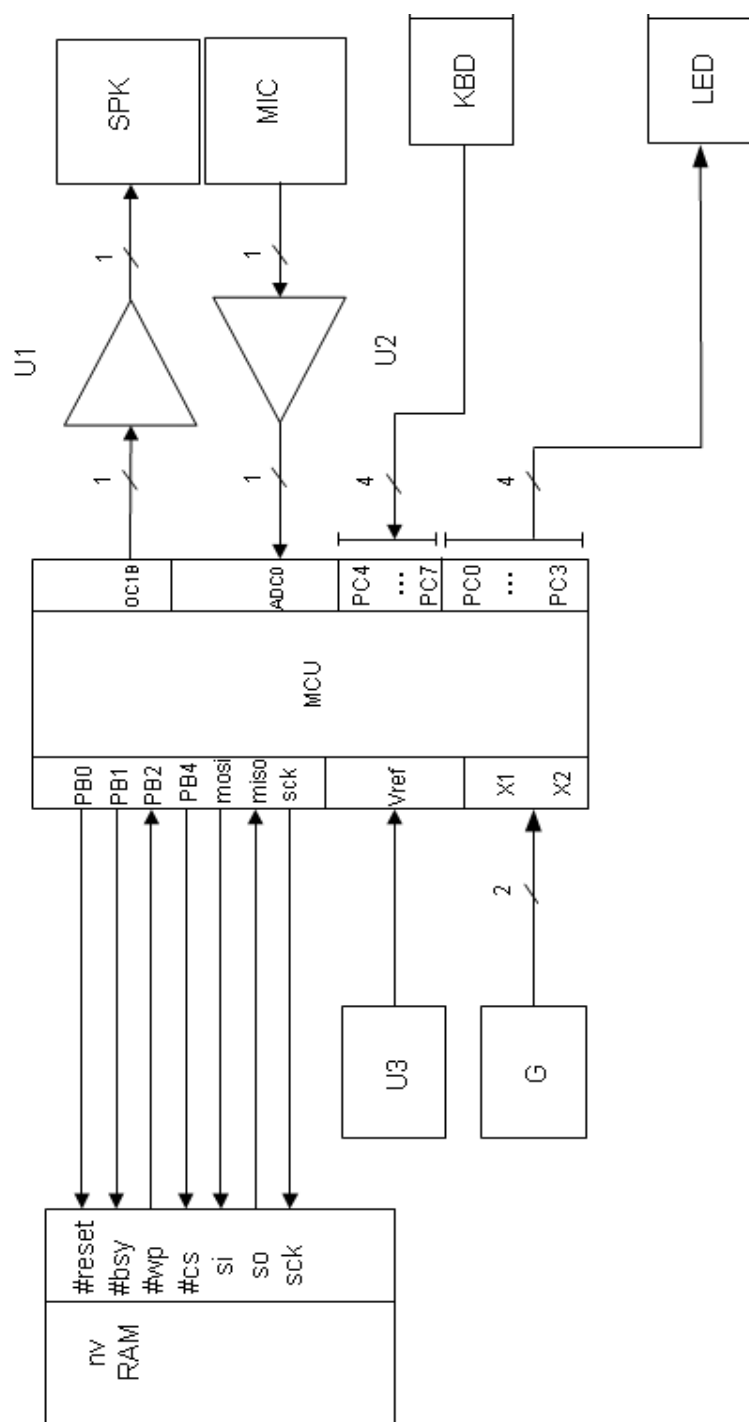 SPK
MIC
KBD
LED
1
1
U1
U2
1
1
4
4
OC1B
ADC0
PC4
...
PC7
PC0
...
PC3
MCU
PB0
PB1
PB2
PB4
mosi
miso
sck
Vref
X1
X2
2
U3
G
#reset
#bsy
#wp
#cs
si
so
sck
nv
RAM